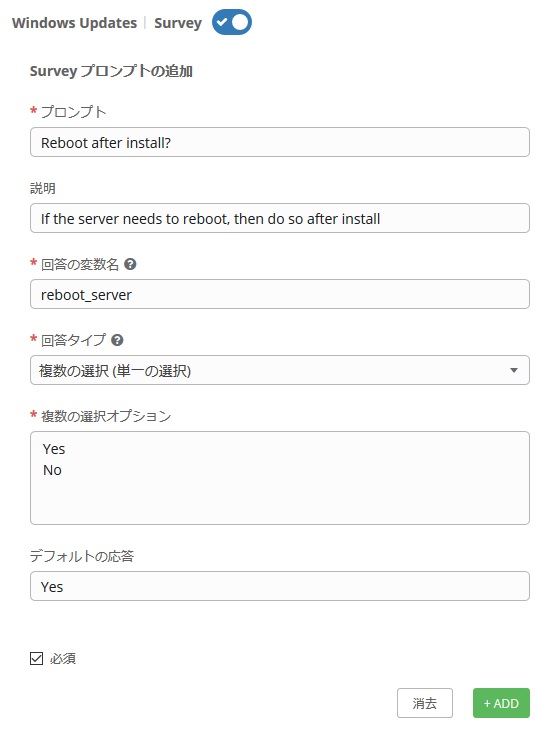 Windows Updates | Survey
Survey プロンプトの追加
* プロンプト
Reboot after install?
説明
If the server needs to reboot, then do so after install
* 回答の変数名 ?
reboot_server
* 回答タイプ ?
複数の選択 (単一の選択)
* 複数の選択オプション
Yes
No
デフォルトの応答
Yes
必須
消去 + ADD